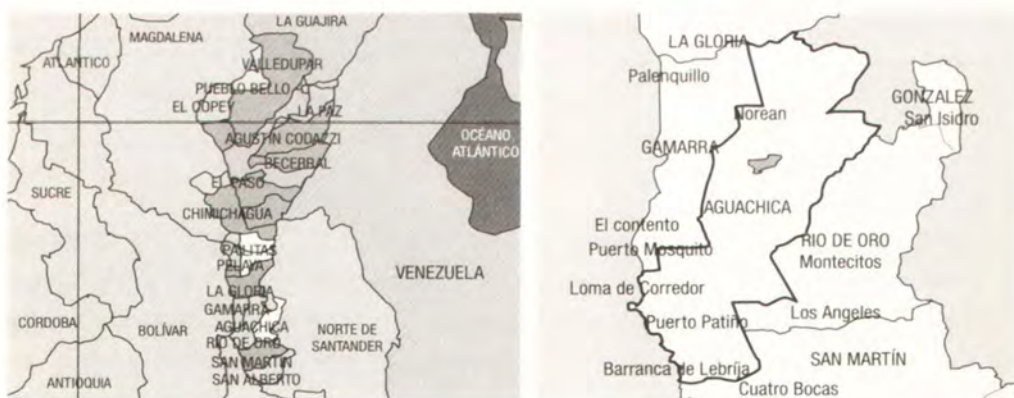 LA GUAJIRA
MAGDALENA
ATLANTICO
VALLEDUPAR
PUEBLO BELLO
EL COPEY
LA PAZ
AGUSTIN CODAZZI
OCÉANO
ATLÁNTICO
BECERRAL
EL PASO
SUCRE
CHIMICHAGUA
PALITAS
PELAYA
VENEZUELA
LA GLORIA
GAMARRA
CORDOBA
BOLÍVAR
AGUACHICA
NORTE DE
SANTANDER
RIO DE ORO
SAN MARTIN
SAN ALBERTO
ANTIOQUIA
LA GLORIA
Palenquillo
GONZALEZ
San Isidro
Norean
GAMARRA
AGUACHICA
El contento
Puerto Mosquito
RIO DE ORO
Montecitos
Loma de Corredor
Los Angeles
Puerto Patiño
SAN MARTÍN
Barranca de Lebríja
Cuatro Bocas